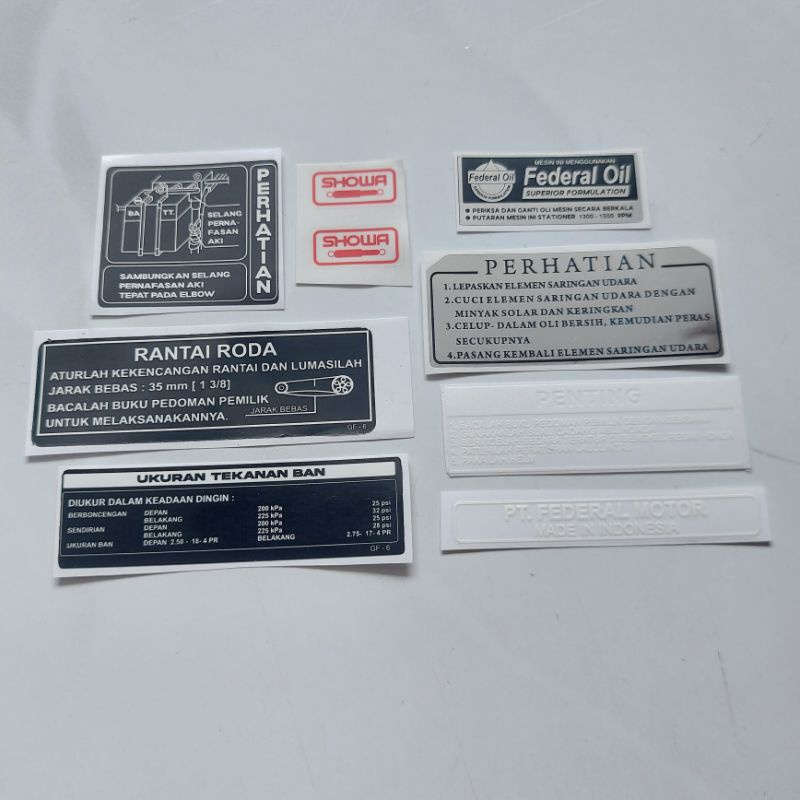 BA TT.
SELANG
PERNA-
FASAN
AKI
PERHATIAN
SAMBUNGKAN SELANG
PERNAFASAN AKI
TEPAT PADA ELBOW
SHOWA
SHOWA
MESIN INI MENGGUNAKAN
Federal Oil
Federal Oil
SUPERIOR FORMULATION
• PERIKSA DAN GANTI OLI MESIN SECARA BERKALA
• PUTARAN MESIN INI STATIONER 1300 - 1500 RPM
PERHATIAN
1. LEPASKAN ELEMEN SARINGAN UDARA
2. CUCI ELEMEN SARINGAN UDARA DENGAN
MINYAK SOLAR DAN KERINGKAN
3. CELUP- DALAM OLI BERSIH, KEMUDIAN PERAS
SECUKUPNYA
4. PASANG KEMBALI ELEMEN SARINGAN UDARA
RANTAI RODA
ATURLAH KEKENCANGAN RANTAI DAN LUMASILAH
JARAK BEBAS : 35 mm [ 1 3/8]
BACALAH BUKU PEDOMAN PEMILIK
UNTUK MELAKSANAKANNYA.
JARAK BEBAS
GF - 6
PENTING
UKURAN TEKANAN BAN
DIUKUR DALAM KEADAAN DINGIN :
BERBONCENGAN DEPAN 200 kPa 25 psi
BELAKANG 225 kPa 32 psi
SENDIRIAN DEPAN 200 kPa 25 psi
BELAKANG 225 kPa 28 psi
UKURAN BAN DEPAN 2.50 - 18- 4 PR BELAKANG 2.75- 17- 4 PR
GF - 6
PT. FEDERAL MOTOR
MADE IN INDONESIA